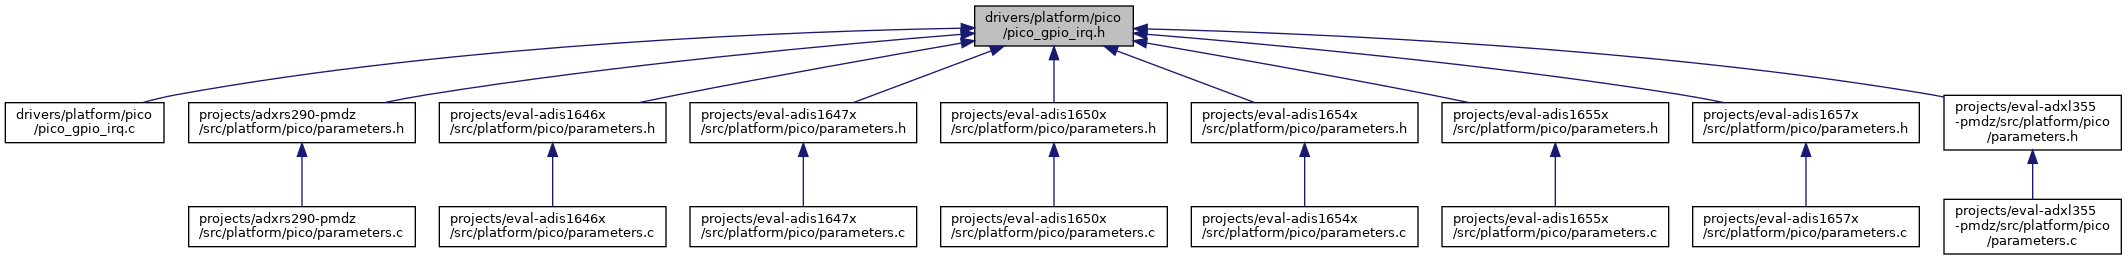 drivers/platform/pico
/pico_gpio_irq.h
drivers/platform/pico
/pico_gpio_irq.c
projects/adxrs290-pmdz
/src/platform/pico/parameters.h
projects/eval-adis1646x
/src/platform/pico/parameters.h
projects/eval-adis1647x
/src/platform/pico/parameters.h
projects/eval-adis1650x
/src/platform/pico/parameters.h
projects/eval-adis1654x
/src/platform/pico/parameters.h
projects/eval-adis1655x
/src/platform/pico/parameters.h
projects/eval-adis1657x
/src/platform/pico/parameters.h
projects/eval-adxl355
-pmdz/src/platform/pico
/parameters.h
projects/adxrs290-pmdz
/src/platform/pico/parameters.c
projects/eval-adis1646x
/src/platform/pico/parameters.c
projects/eval-adis1647x
/src/platform/pico/parameters.c
projects/eval-adis1650x
/src/platform/pico/parameters.c
projects/eval-adis1654x
/src/platform/pico/parameters.c
projects/eval-adis1655x
/src/platform/pico/parameters.c
projects/eval-adis1657x
/src/platform/pico/parameters.c
projects/eval-adxl355
-pmdz/src/platform/pico
/parameters.c